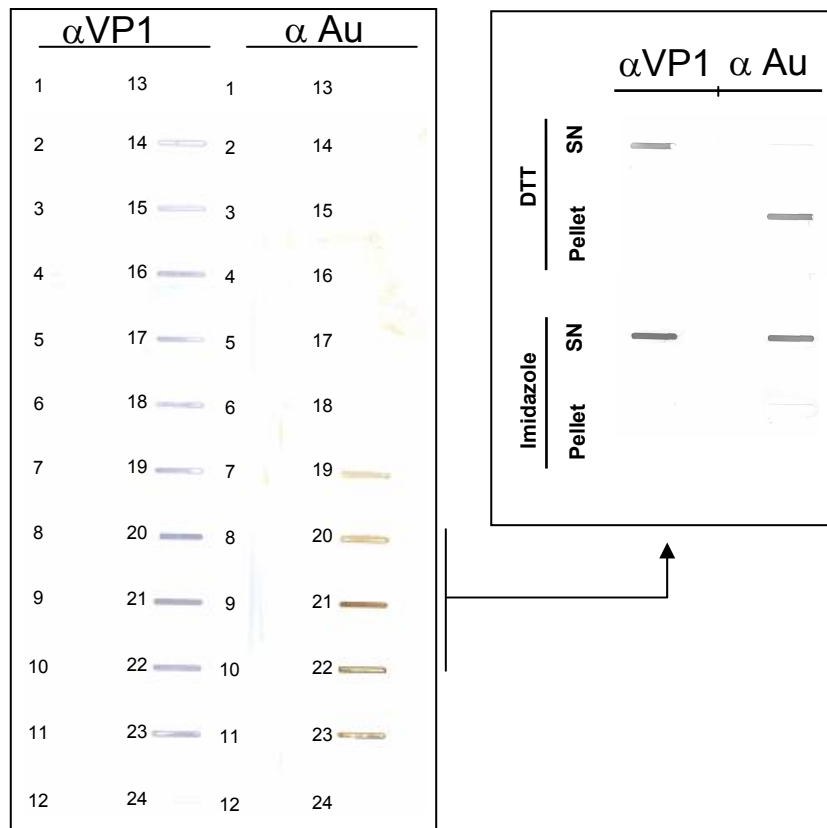 αVP1 α Au
1 13 1 13
2 14 2 14
3 15 3 15
4 16 4 16
5 17 5 17
6 18 6 18
7 19 7 19
8 20 8 20
9 21 9 21
10 22 10 22
11 23 11 23
12 24 12 24
αVP1 α Au
DTT
SN
Pellet
Imidazole
SN
Pellet